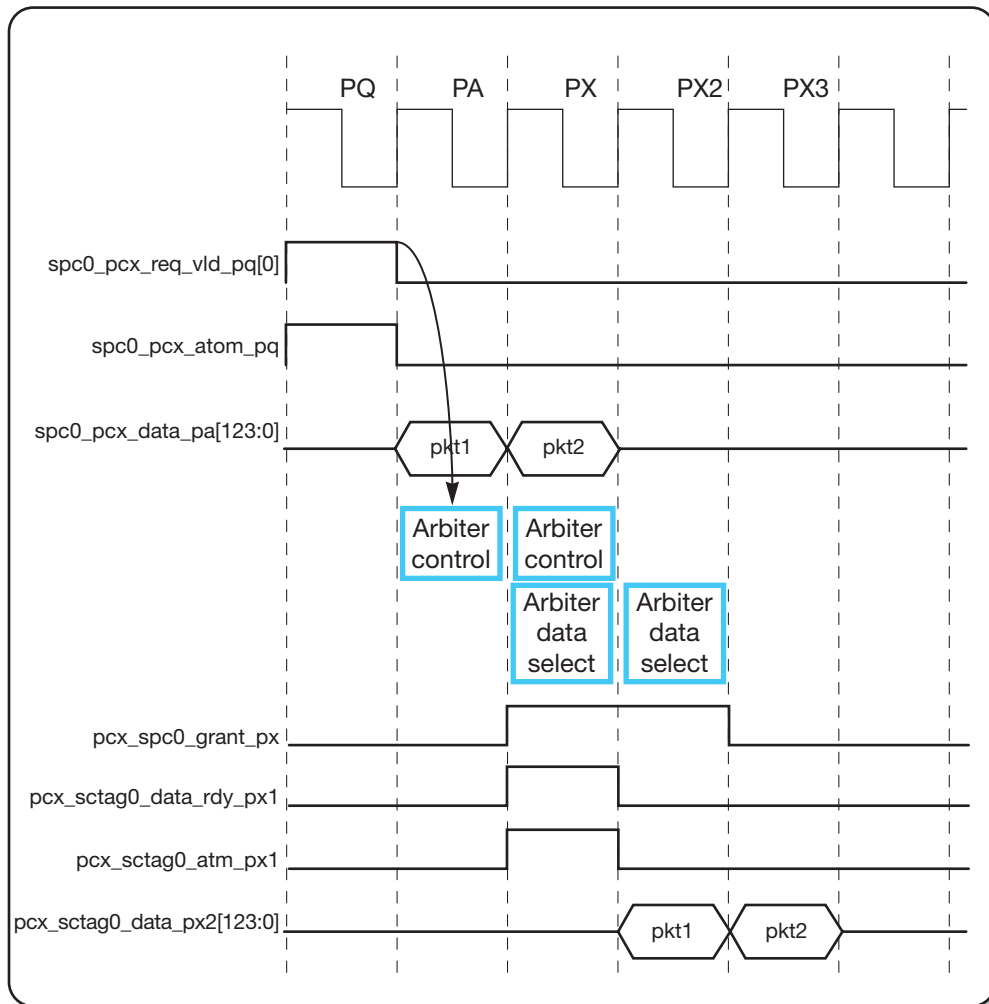 PQ PA PX PX2 PX3
spc0_pcx_req_vld_pq[0]
spc0_pcx_atom_pq
spc0_pcx_data_pa[123:0]
pkt1 pkt2
Arbiter control
Arbiter control
Arbiter data select
Arbiter data select
pcx_spc0_grant_px
pcx_sctag0_data_rdy_px1
pcx_sctag0_atm_px1
pcx_sctag0_data_px2[123:0]
pkt1 pkt2